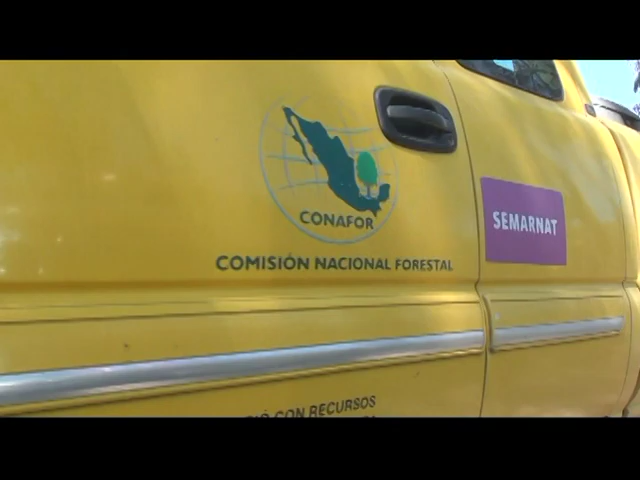 CONAFOR
COMISIÓN NACIONAL FORESTAL
SEMARNAT
CON RECURSOS